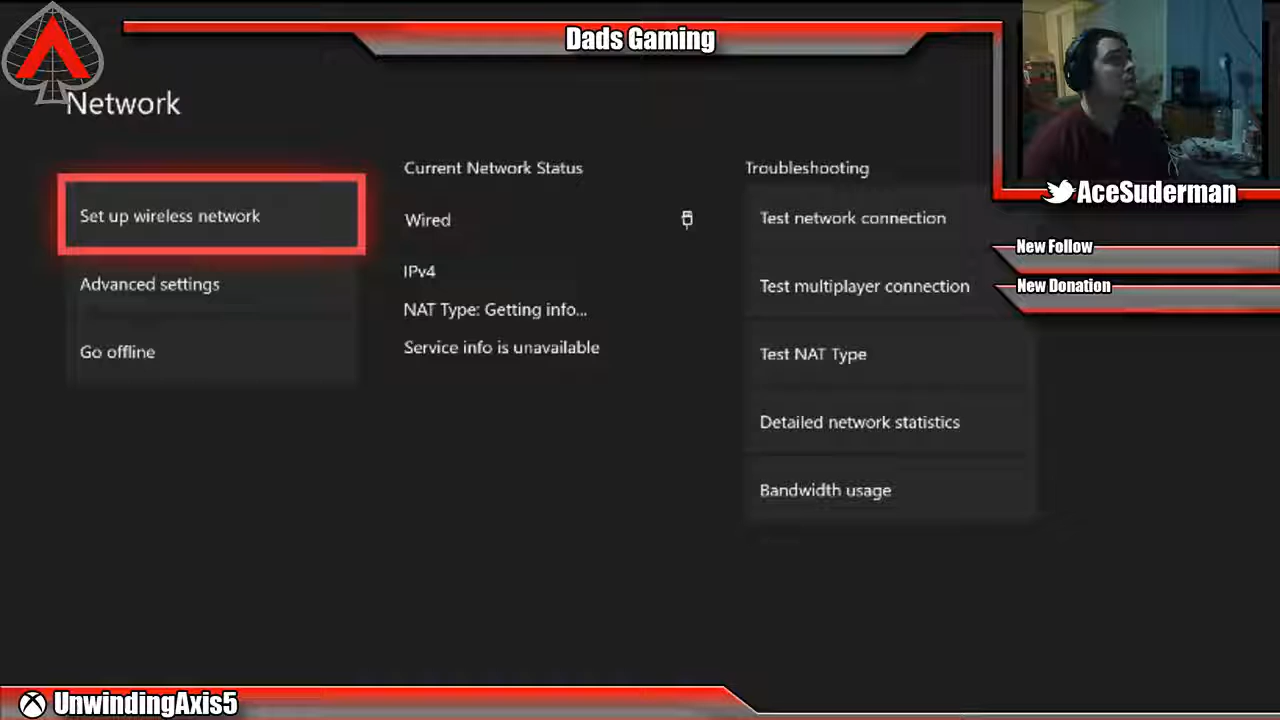 Dads Gaming
Network
Set up wireless network
Advanced settings
Go offline
Current Network Status
Wired
IPv4
NAT Type: Getting info...
Service info is unavailable
Troubleshooting
Test network connection
Test multiplayer connection
Test NAT Type
Detailed network statistics
Bandwidth usage
AceSuderman
New Follow
New Donation
UnwindingAxis5